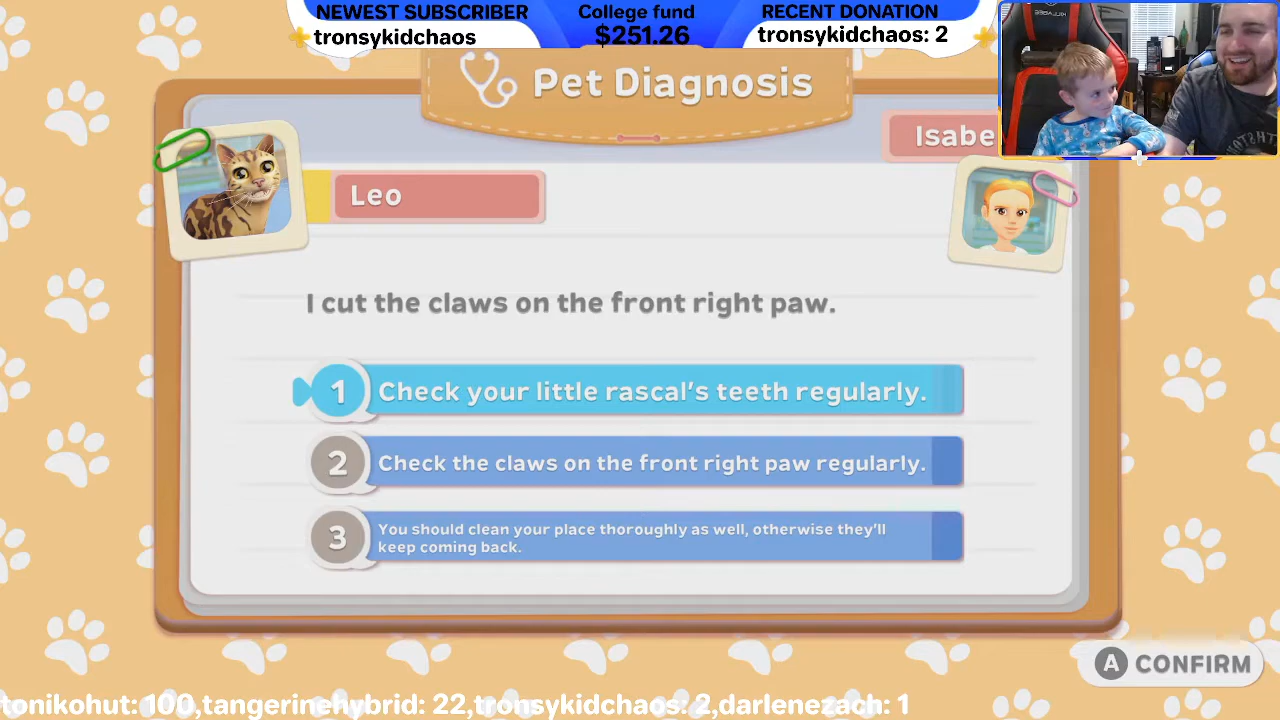 NEWEST SUBSCRIBER
tronsykidchaos
College fund
$251.26
RECENT DONATION
tronsykidchaos: 2
Pet Diagnosis
Isabe
Leo
I cut the claws on the front right paw.
1 Check your little rascal's teeth regularly.
2 Check the claws on the front right paw regularly.
3 You should clean your place thoroughly as well, otherwise they'll
keep coming back.
A CONFIRM
tonikohut: 100,tangerinehybrid: 22,tronsykidchaos: 2,darlenezach: 1